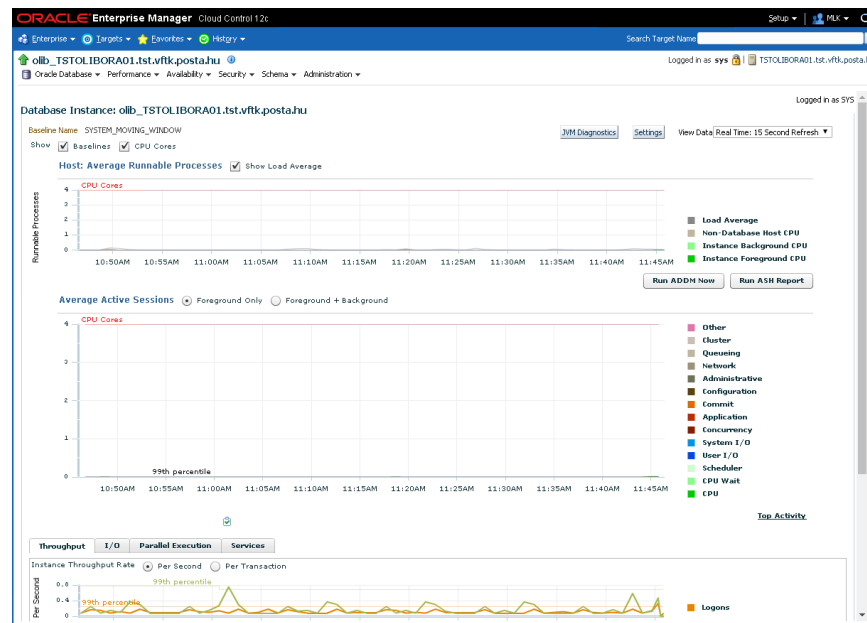 ORACLE Enterprise Manager Cloud Control 12c
Setup MLK
Enterprise Targets Favorites History Search Target Name
olib_TSTOLIBORA01.tst.vftk.posta.hu Logged in as sys TSTOLIBORA01.tst.vftk.posta.
Oracle Database Performance Availability Security Schema Administration
Logged in as SYS
Database Instance: olib_TSTOLIBORA01.tst.vftk.posta.hu
Baseline Name SYSTEM_MOVING_WINDOW
JVM Diagnostics Settings View Data Real Time: 15 Second Refresh
Show Baselines CPU Cores
Host: Average Runnable Processes Show Load Average
Runnable Processes
CPU Cores
4
3
2
1
0
10:50AM 10:55AM 11:00AM 11:05AM 11:10AM 11:15AM 11:20AM 11:25AM 11:30AM 11:35AM 11:40AM 11:45AM
Load Average
Non-Database Host CPU
Instance Background CPU
Instance Foreground CPU
Run ADDM Now Run ASH Report
Average Active Sessions Foreground Only Foreground + Background
CPU Cores
4
3
2
1
0
99th percentile
10:50AM 10:55AM 11:00AM 11:05AM 11:10AM 11:15AM 11:20AM 11:25AM 11:30AM 11:35AM 11:40AM 11:45AM
Other
Cluster
Queueing
Network
Administrative
Configuration
Commit
Application
Concurrency
System I/O
User I/O
Scheduler
CPU Wait
CPU
Top Activity
Throughput I/O Parallel Execution Services
Instance Throughput Rate Per Second Per Transaction
Per Second
0.8
0.4
0
99th percentile
99th percentile
Logons